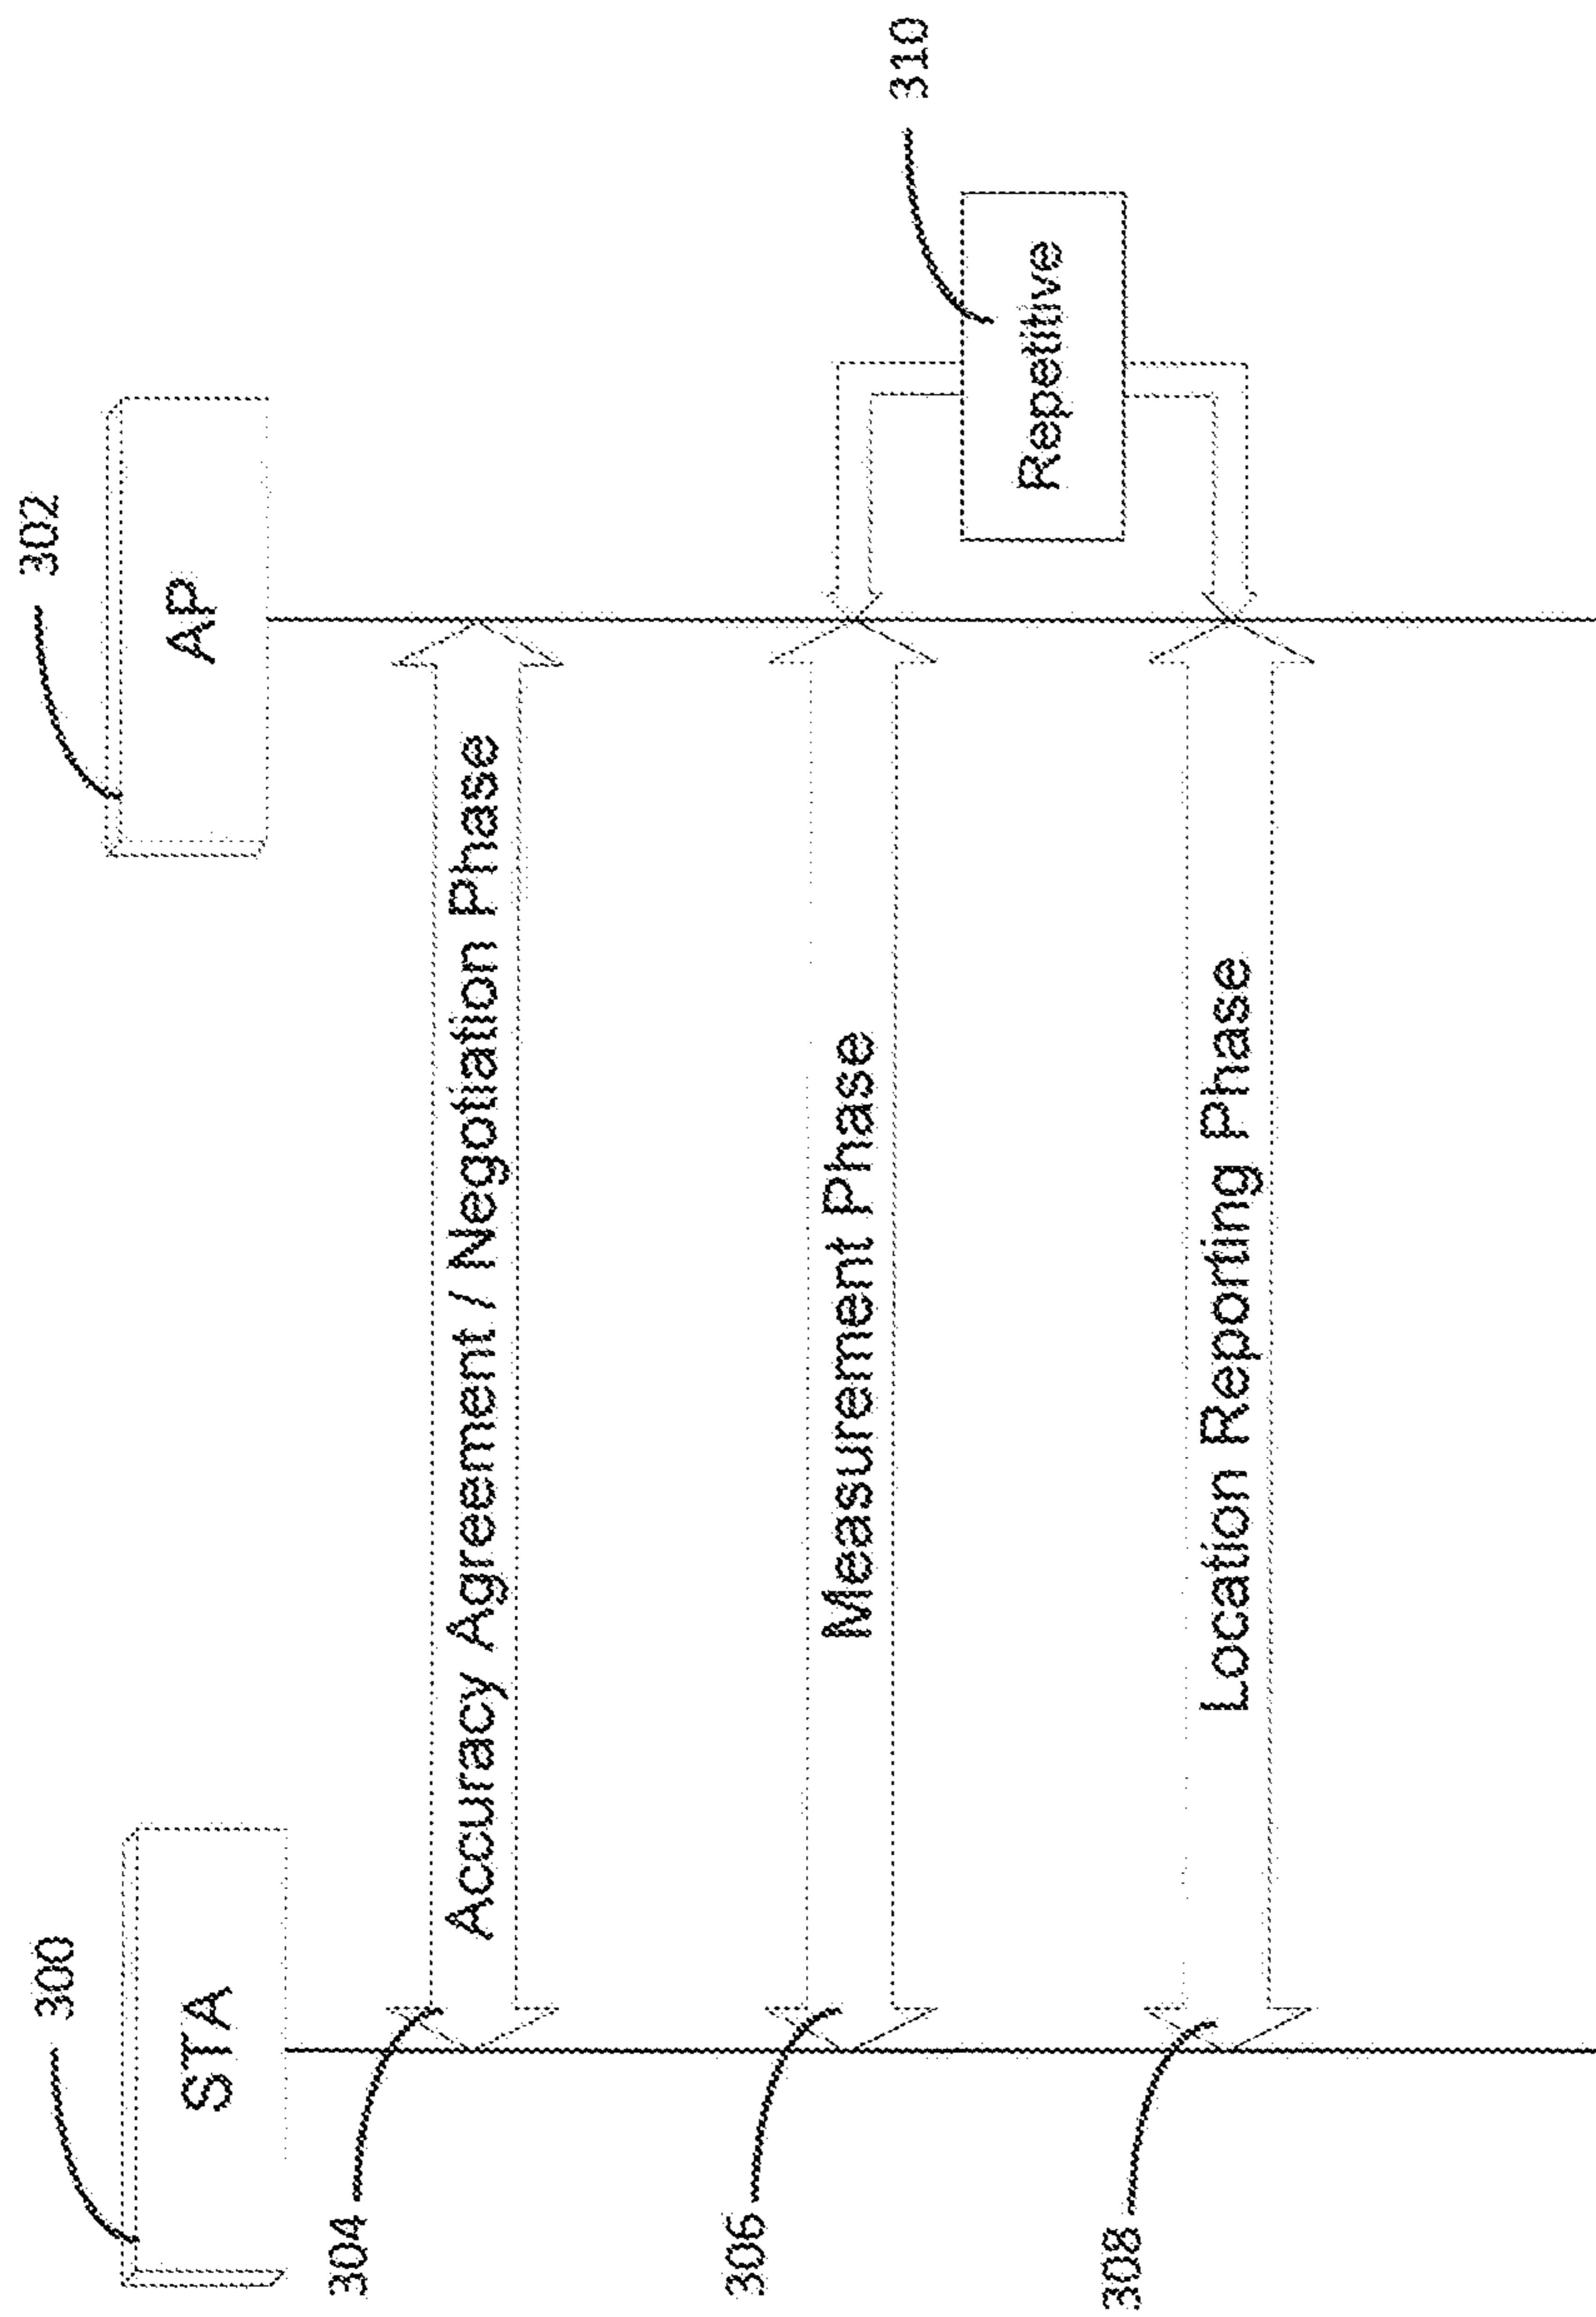 300
STA
302
AP
304
Accuracy Agreement / Negotiation Phase
306
Measurement Phase
310
Repetitive
308
Location Reporting Phase